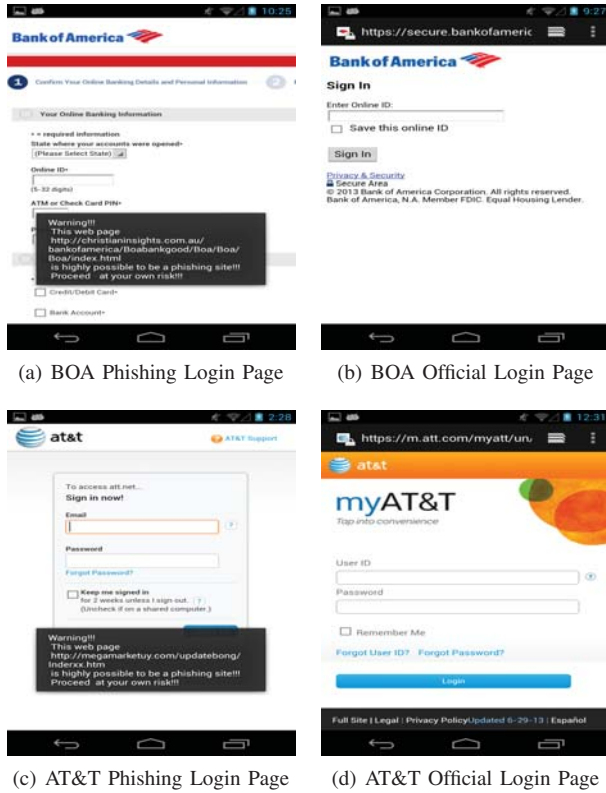 10:25
Bank of America
1 Confirm Your Online Banking Details and Personal Information 2
Your Online Banking Information
* = required information
State where your accounts were opened*
(Please Select State)
Online ID*
(5-32 digits)
ATM or Check Card PIN*
P
Warning!!!
This web page
http://christianinsights.com.au/
bankofamerica/Boabankgood/Boa/Boa/
Boa/index.html
is highly possible to be a phishing site!!!
Proceed at your own risk!!!
Credit/Debit Card*
Bank Account*
(a) BOA Phishing Login Page
9:27
https://secure.bankofameric
Bank of America
Sign In
Enter Online ID:
Save this online ID
Sign In
Privacy & Security
Secure Area
© 2013 Bank of America Corporation. All rights reserved.
Bank of America, N.A. Member FDIC. Equal Housing Lender.
(b) BOA Official Login Page
2:28
at&t
AT&T Support
To access att.net...
Sign in now!
Email
?
Password
Forgot Password?
Keep me signed in
for 2 weeks unless I sign out. ?
(Uncheck if on a shared computer.)
Warning!!!
This web page
http://megamarketuy.com/updatebong/
Inderxx.htm
is highly possible to be a phishing site!!!
Proceed at your own risk!!!
(c) AT&T Phishing Login Page
12:31
https://m.att.com/myatt/un
at&t
myAT&T
Tap into convenience
User ID
?
Password
Remember Me
Forgot User ID? Forgot Password?
Login
Full Site | Legal | Privacy PolicyUpdated 6-29-13 | Español
(d) AT&T Official Login Page